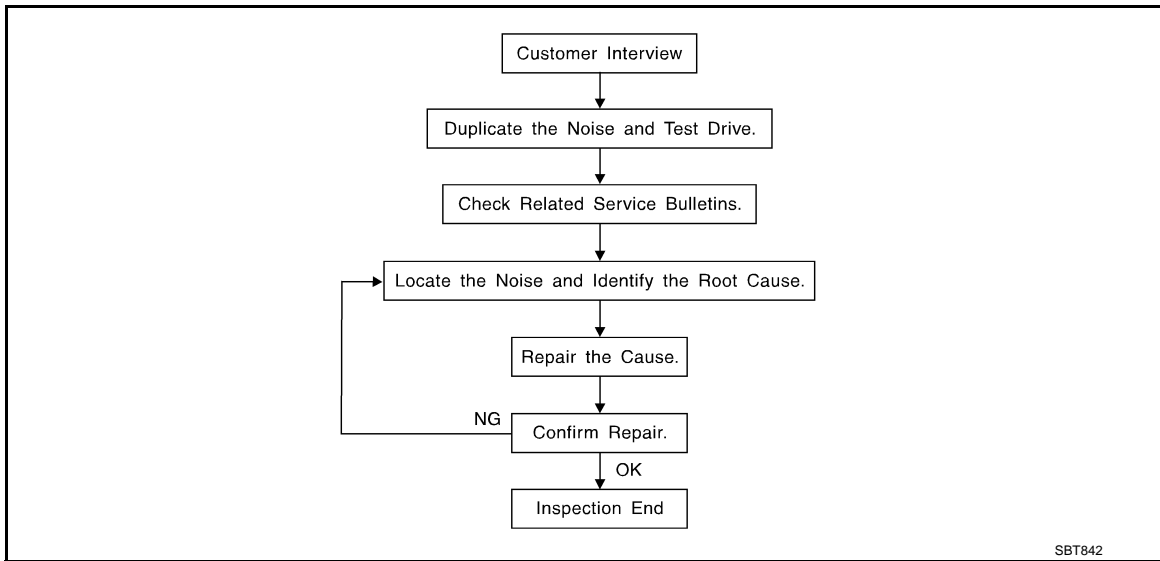 Customer Interview
Duplicate the Noise and Test Drive.
Check Related Service Bulletins.
Locate the Noise and Identify the Root Cause.
Repair the Cause.
NG
Confirm Repair.
OK
Inspection End
SBT842